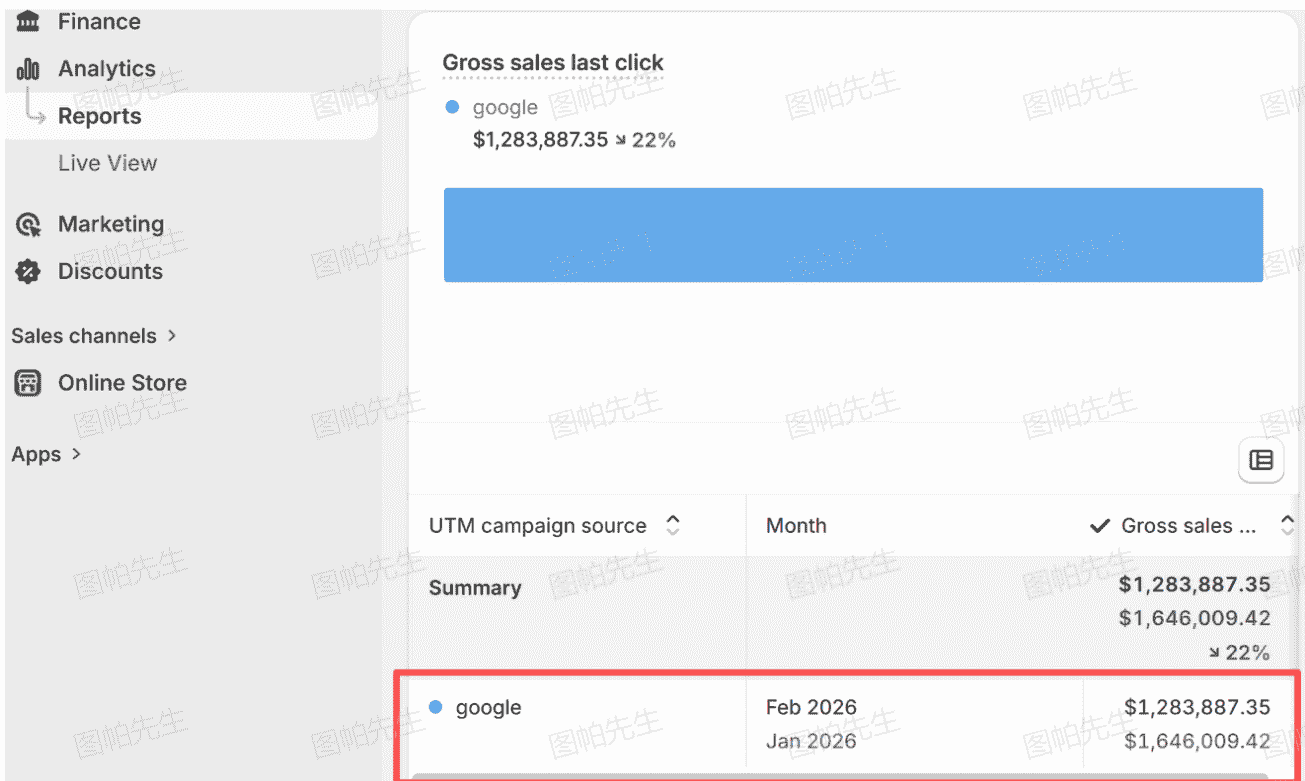 Finance
Analytics
Reports
Live View
Marketing
Discounts
Sales channels
Online Store
Apps
Gross sales last click
google
$1,283,887.35 ↘ 22%
UTM campaign source
Month
Gross sales ...
Summary
$1,283,887.35
$1,646,009.42
↘ 22%
google
Feb 2026
$1,283,887.35
Jan 2026
$1,646,009.42
图帕先生